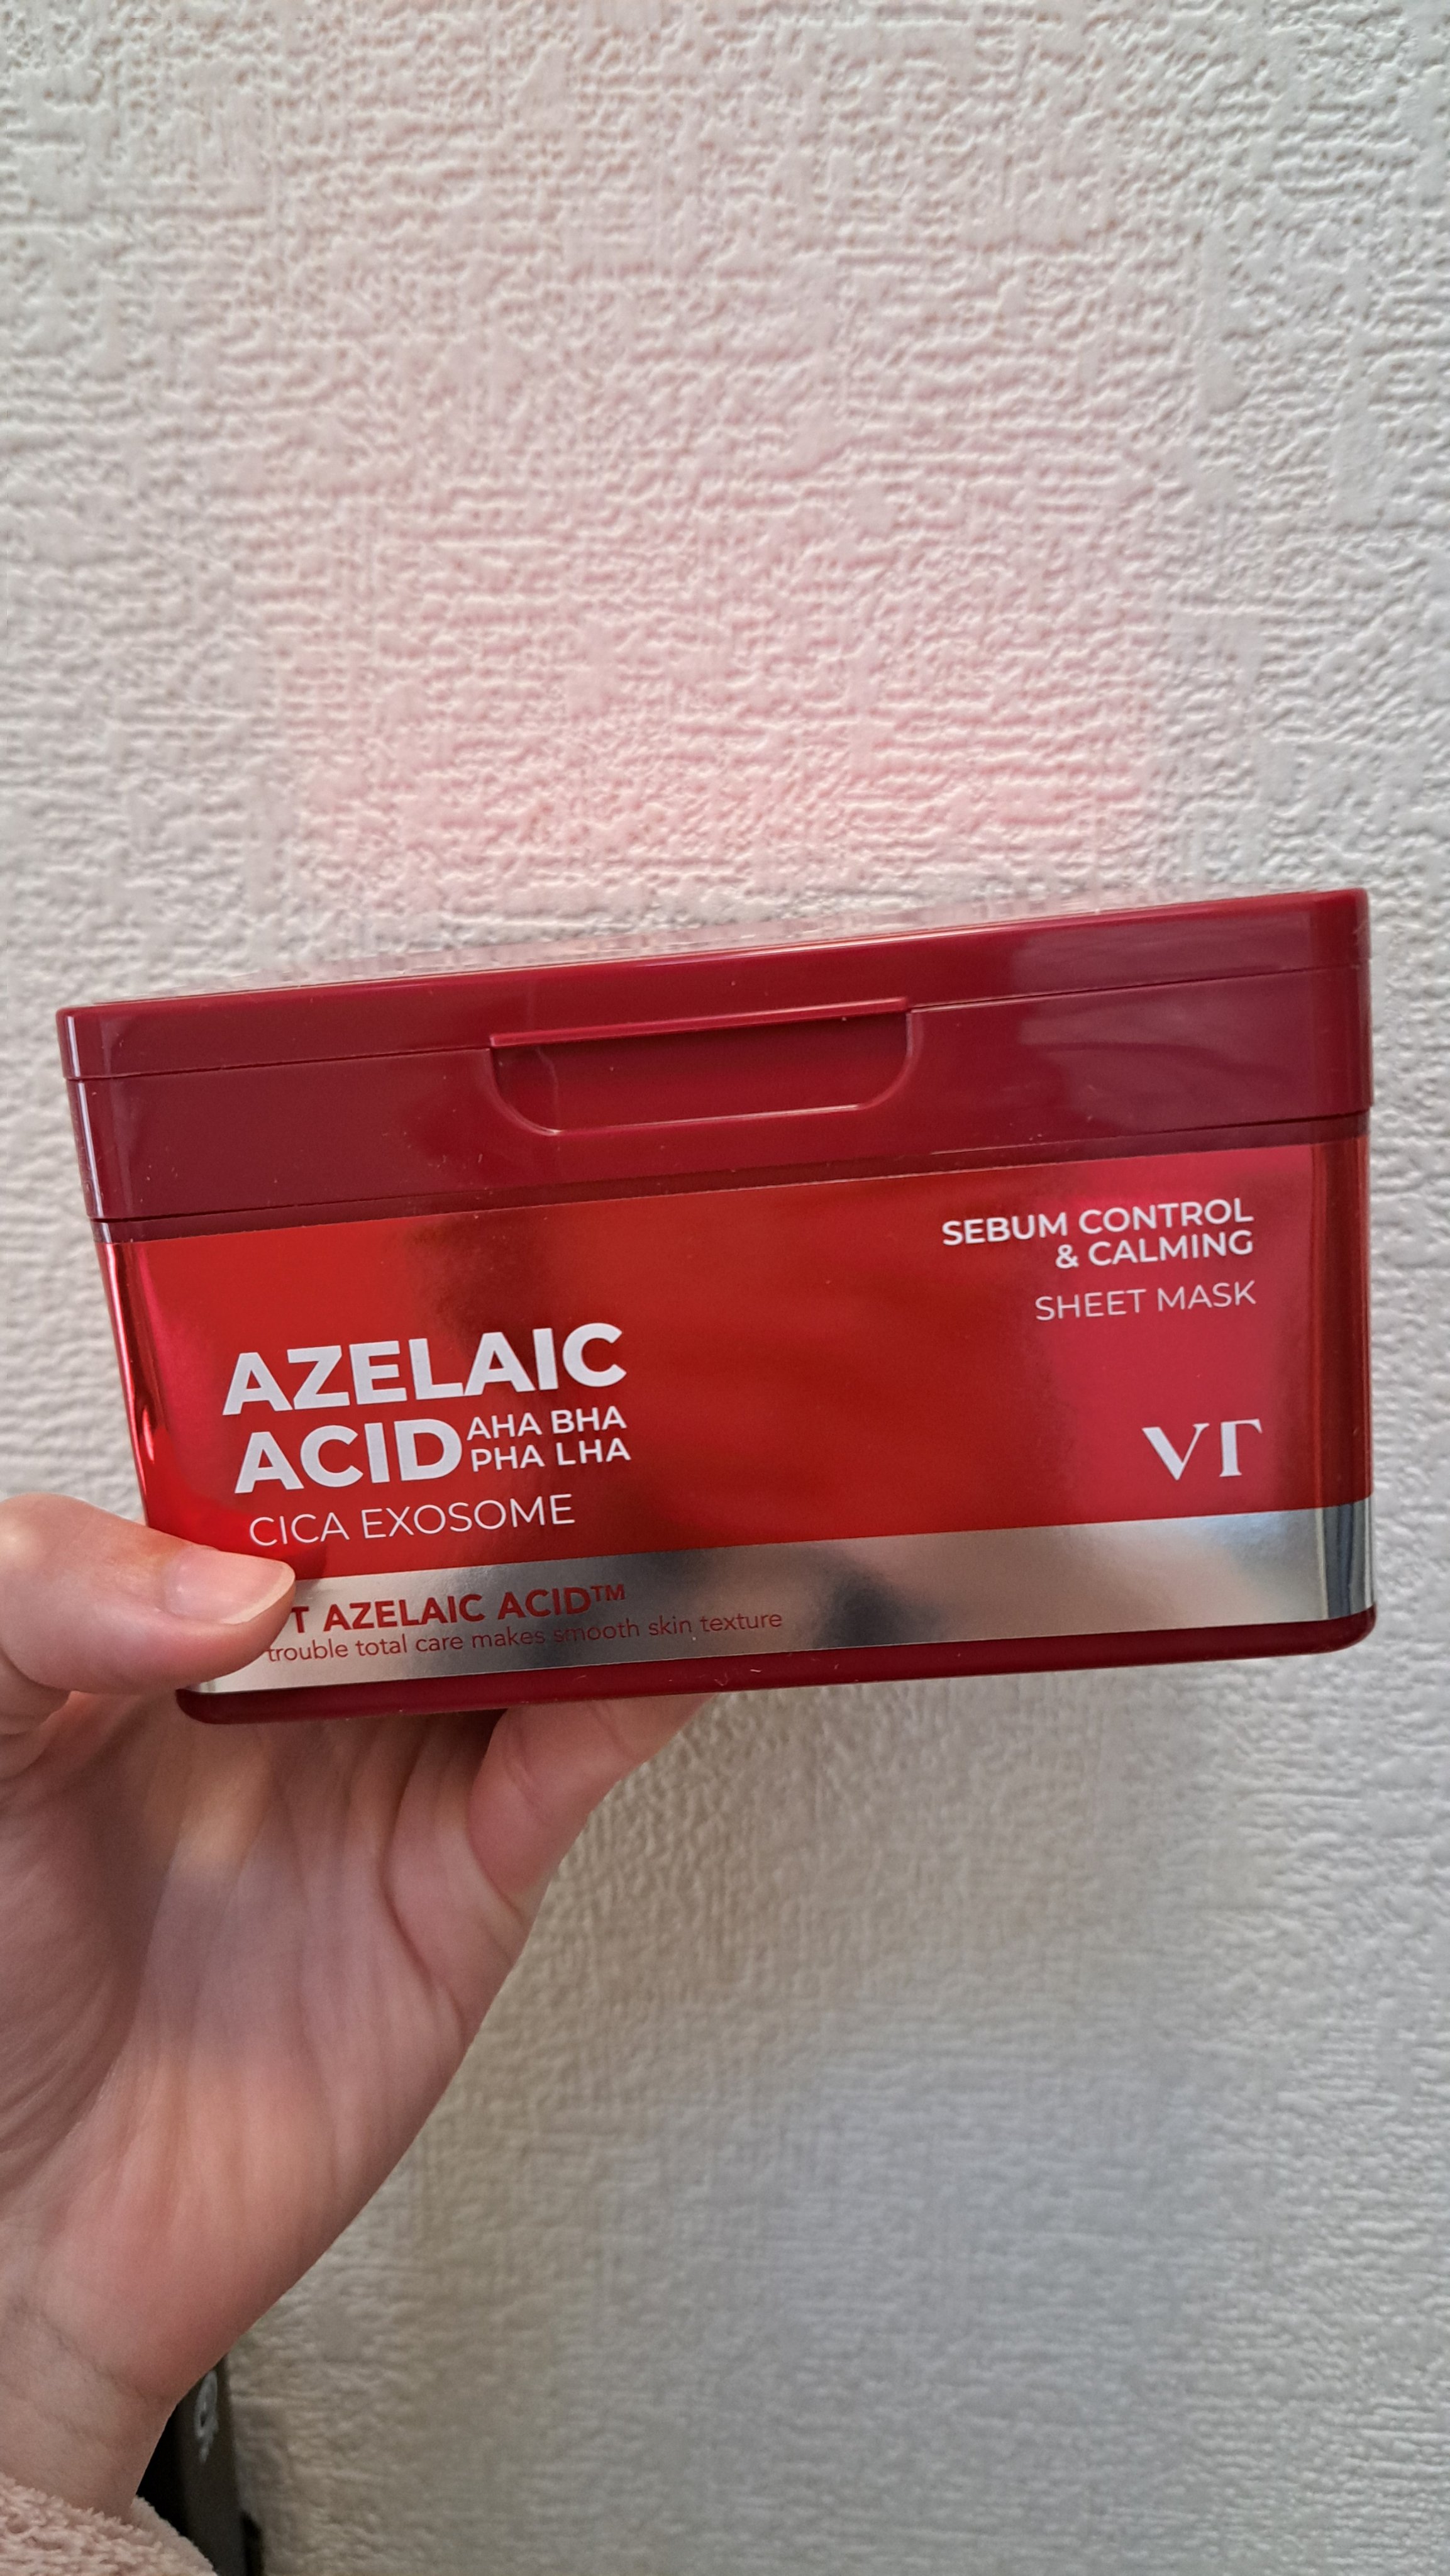 SEBUM CONTROL
& CALMING
SHEET MASK
AZELAIC
ACID
AHA BHA
PHA LHA
CICA EXOSOME
VT
T AZELAIC ACID™
trouble total care makes smooth skin texture